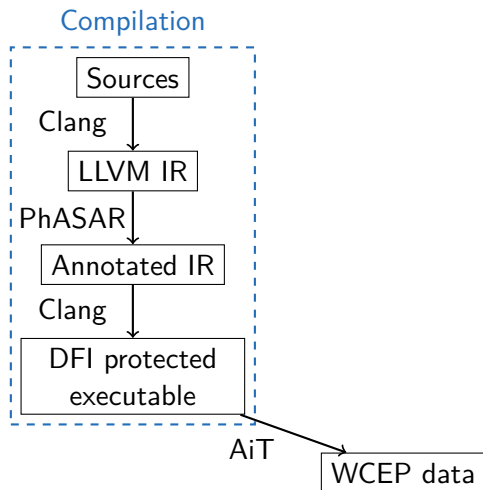 Compilation
Sources
Clang
LLVM IR
PhASAR
Annotated IR
Clang
DFI protected
executable
AiT
WCEP data